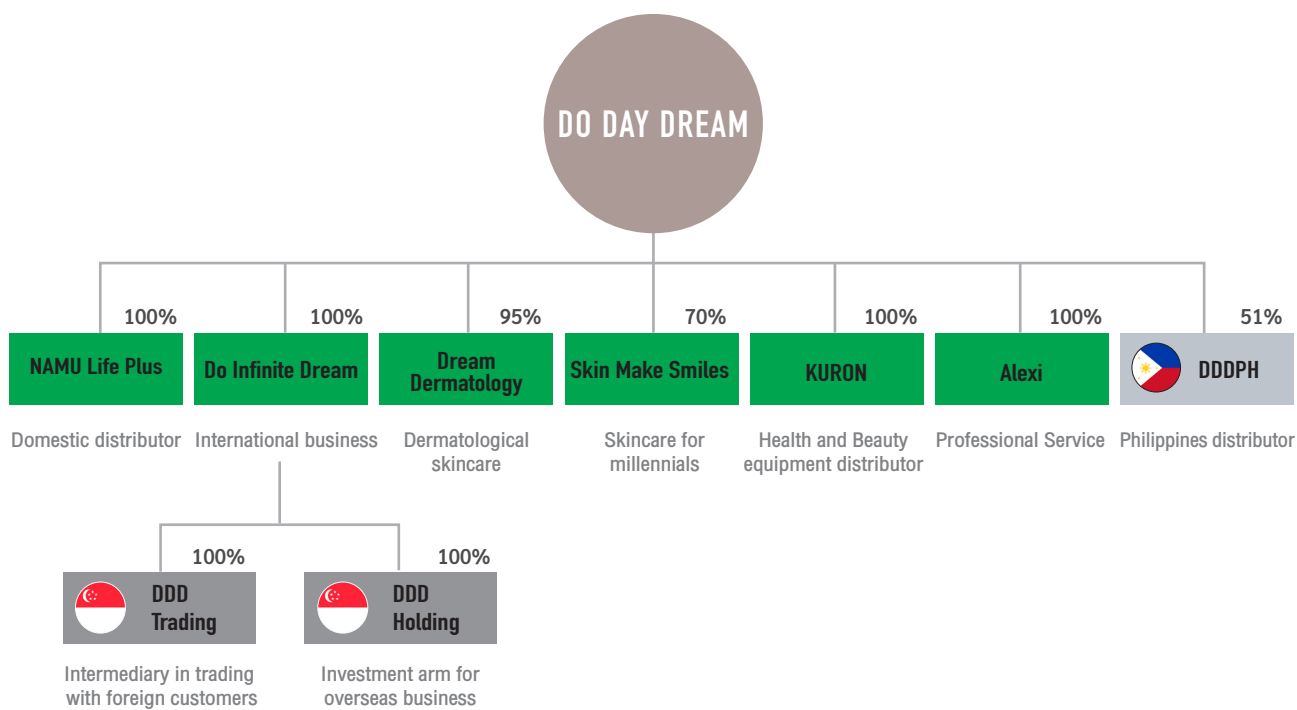 DO DAY DREAM
100%
100%
95%
70%
100%
100%
51%
NAMU Life Plus
Do Infinite Dream
Dream
Dermatology
Skin Make Smiles
KURON
Alexi
DDDPH
Domestic distributor
International business
Dermatological
skincare
Skincare for
millennials
Health and Beauty
equipment distributor
Professional Service
Philippines distributor
100%
100%
DDD
Trading
DDD
Holding
Intermediary in trading
with foreign customers
Investment arm for
overseas business